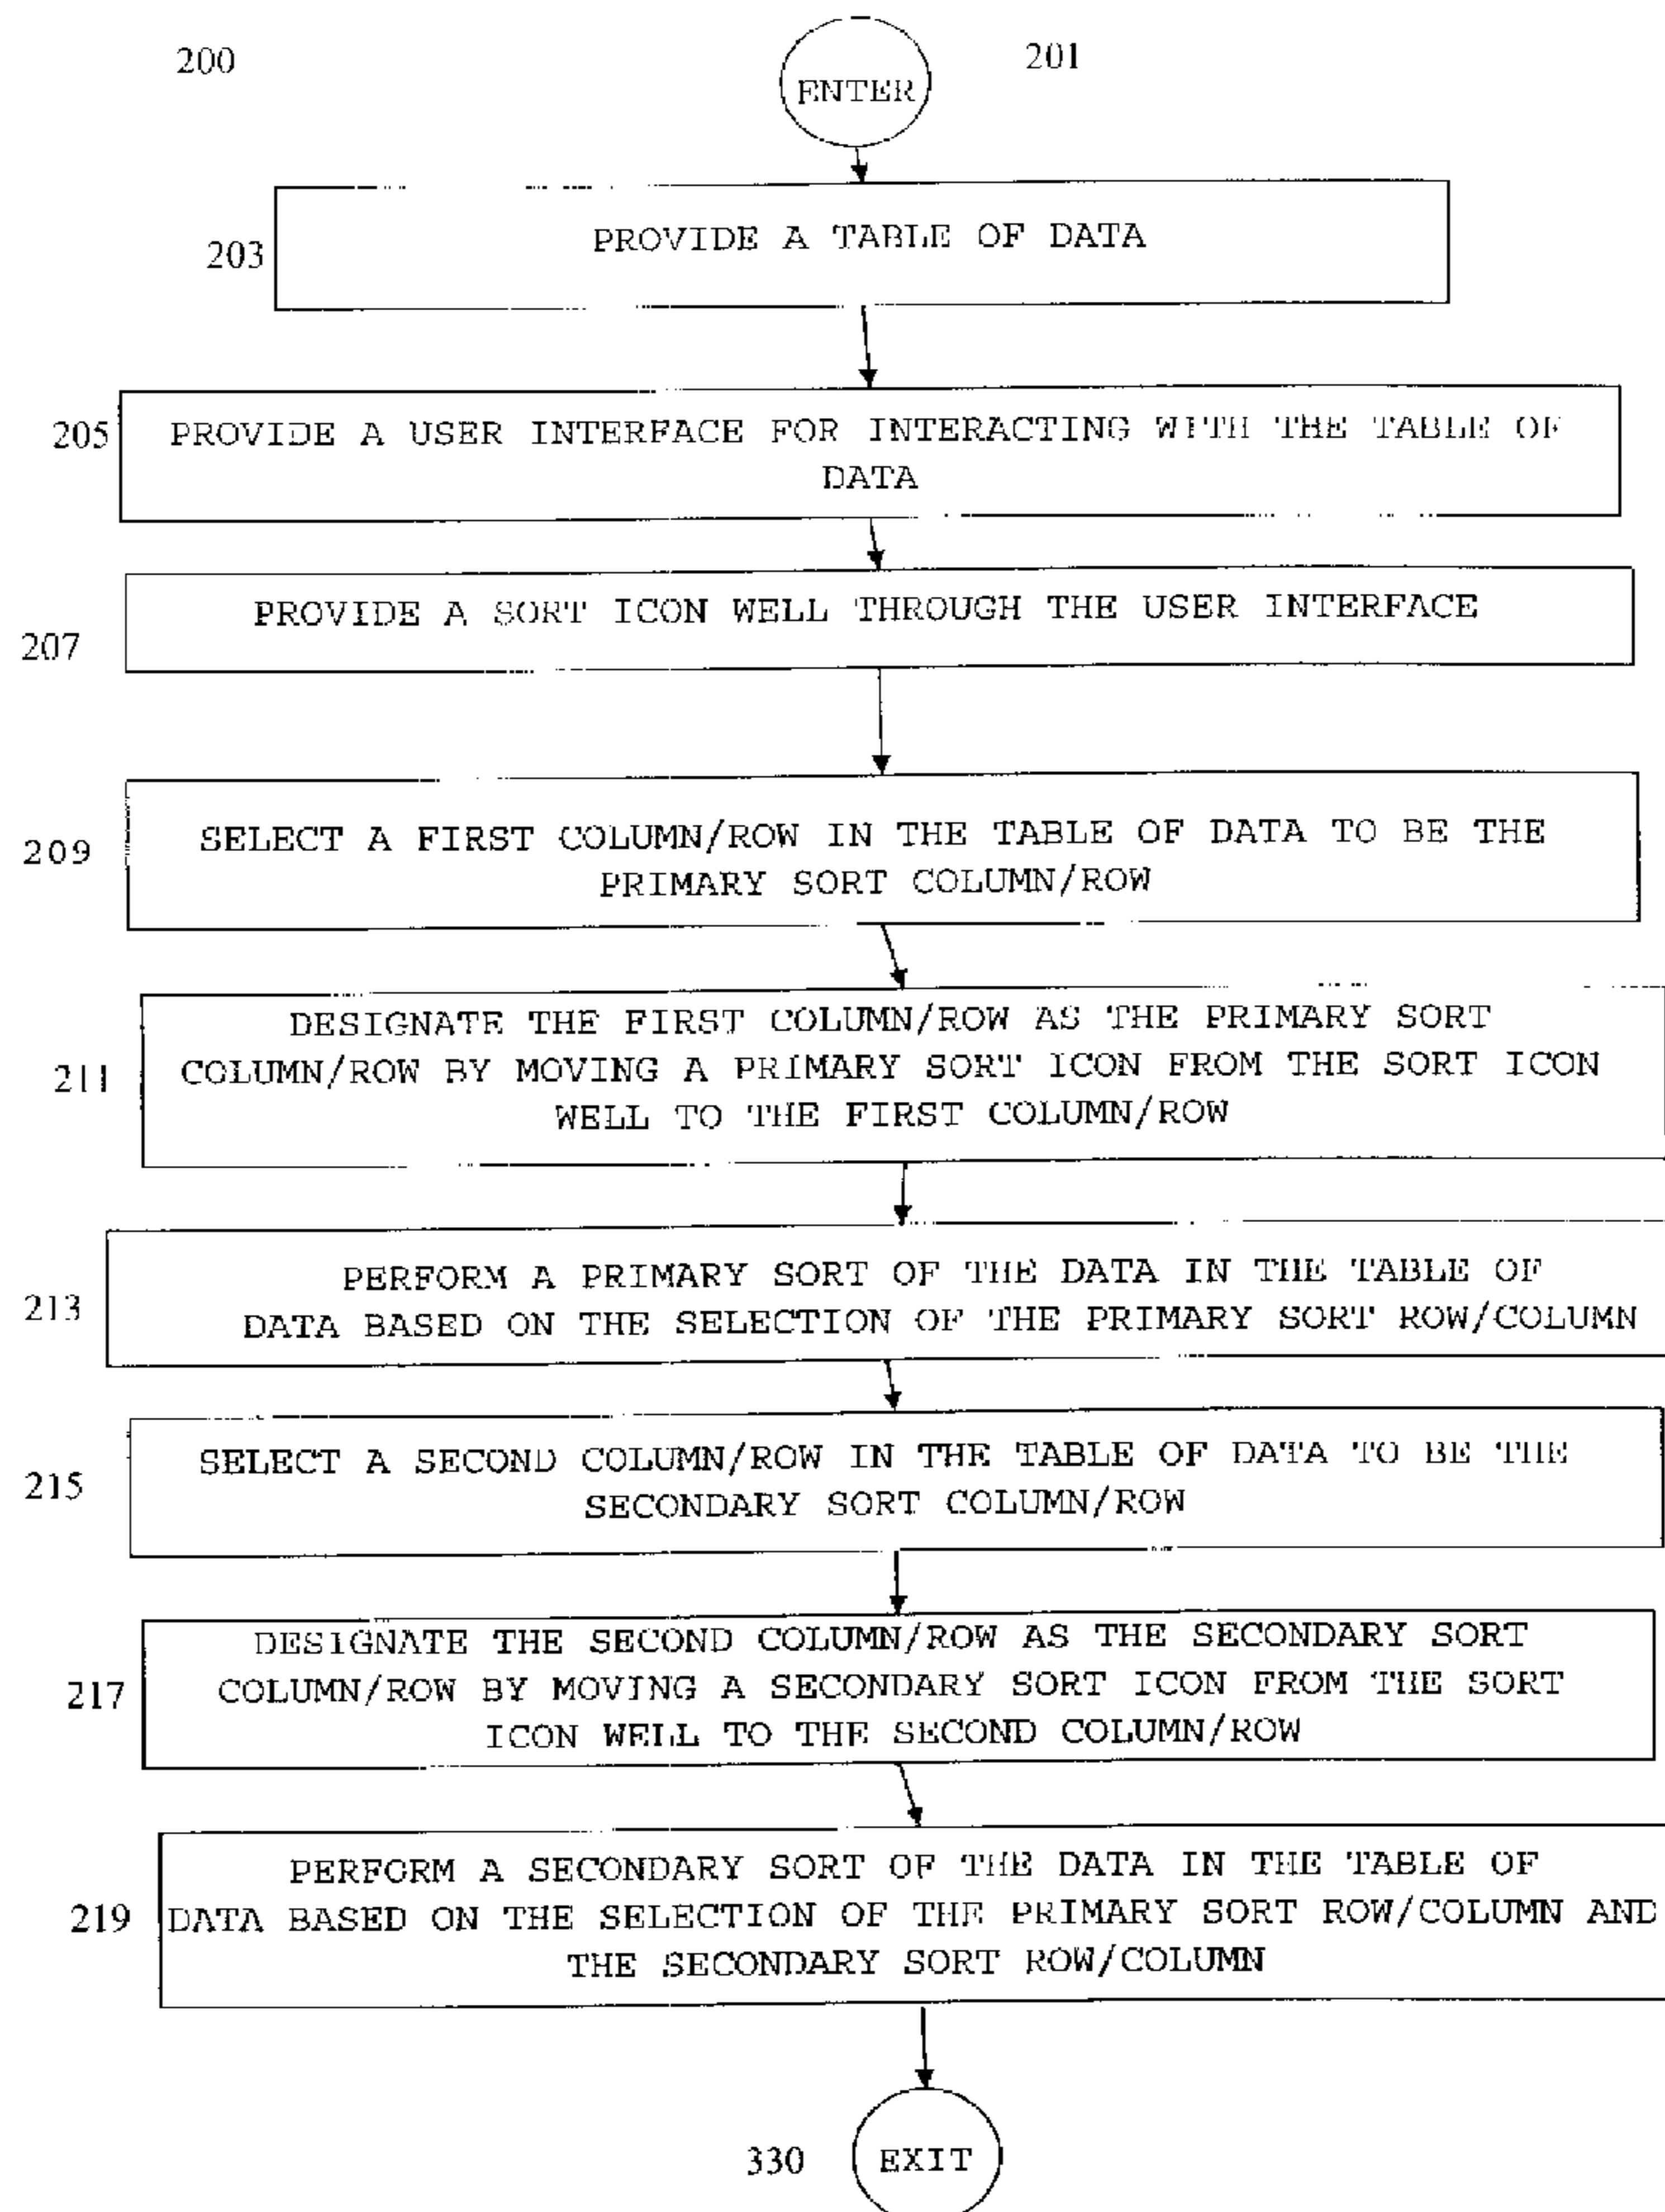 200
ENTER
201
PROVIDE A TABLE OF DATA
203
205
PROVIDE A USER INTERFACE FOR INTERACTING WITH THE TABLE OF
DATA
PROVIDE A SORT ICON WELL THROUGH THE USER INTERFACE
207
209
SELECT A FIRST COLUMN/ROW IN THE TABLE OF DATA TO BE THE
PRIMARY SORT COLUMN/ROW
211
DESIGNATE THE FIRST COLUMN/ROW AS THE PRIMARY SORT
COLUMN/ROW BY MOVING A PRIMARY SORT ICON FROM THE SORT ICON
WELL TO THE FIRST COLUMN/ROW
213
PERFORM A PRIMARY SORT OF THE DATA IN THE TABLE OF
DATA BASED ON THE SELECTION OF THE PRIMARY SORT ROW/COLUMN
215
SELECT A SECOND COLUMN/ROW IN THE TABLE OF DATA TO BE THE
SECONDARY SORT COLUMN/ROW
217
DESIGNATE THE SECOND COLUMN/ROW AS THE SECONDARY SORT
COLUMN/ROW BY MOVING A SECONDARY SORT ICON FROM THE SORT
ICON WELL TO THE SECOND COLUMN/ROW
219
PERFORM A SECONDARY SORT OF THE DATA IN THE TABLE OF
DATA BASED ON THE SELECTION OF THE PRIMARY SORT ROW/COLUMN AND
THE SECONDARY SORT ROW/COLUMN
330
EXIT